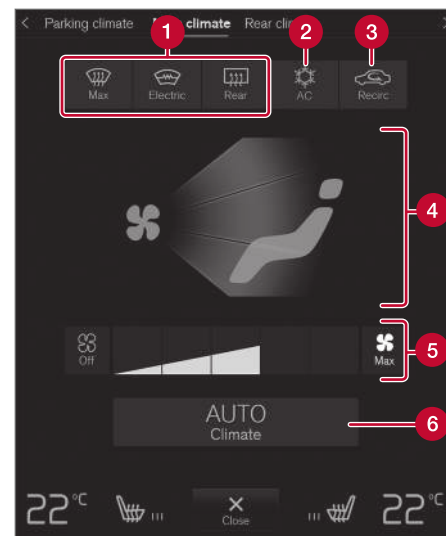 Parking climate climate Rear cli
1 2 3
Max Electric Rear AC Recirc
4
Off Max
5
AUTO
Climate
6
22°C 22°C
Close